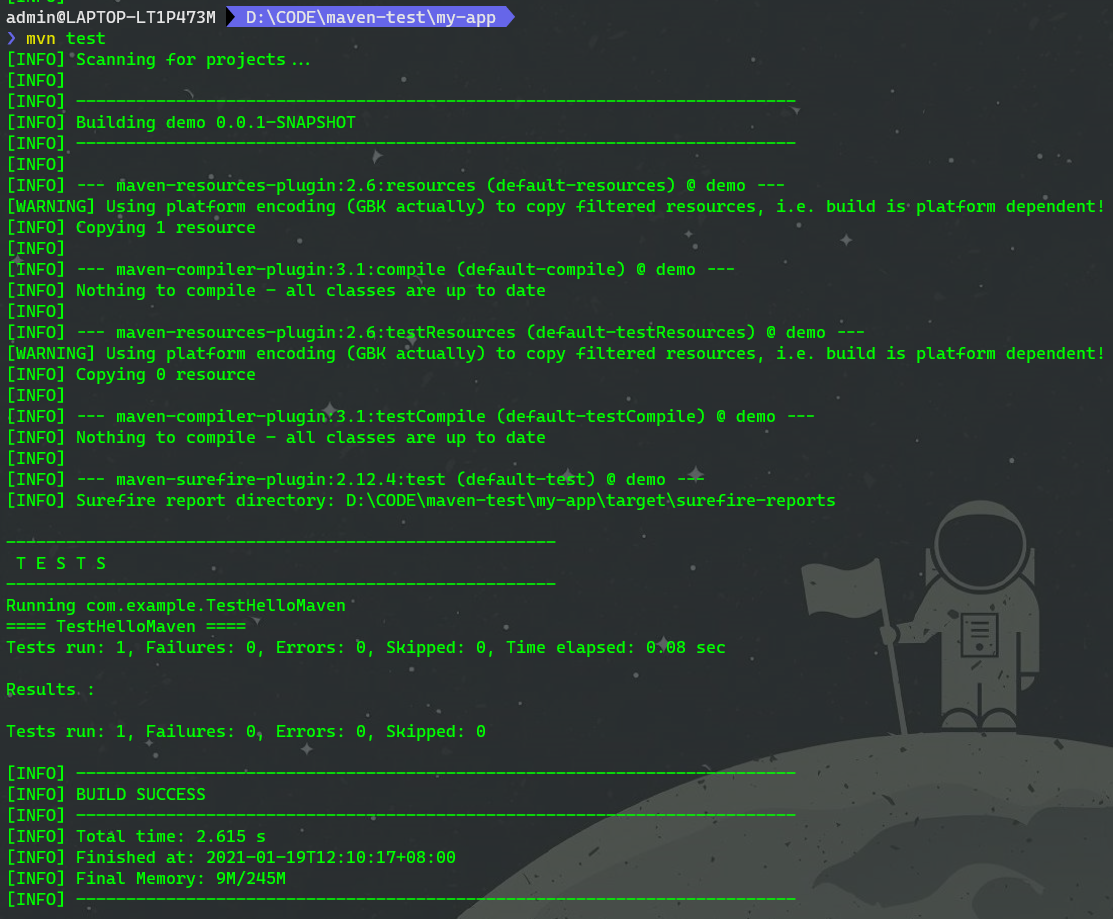 admin@LAPTOP-LT1P473M D:\CODE\maven-test\my-app
❯ mvn test
[INFO] Scanning for projects...
[INFO]
[INFO] ------------------------------------------------------------------------
[INFO] Building demo 0.0.1-SNAPSHOT
[INFO] ------------------------------------------------------------------------
[INFO]
[INFO] --- maven-resources-plugin:2.6:resources (default-resources) @ demo ---
[WARNING] Using platform encoding (GBK actually) to copy filtered resources, i.e. build is platform dependent!
[INFO] Copying 1 resource
[INFO]
[INFO] --- maven-compiler-plugin:3.1:compile (default-compile) @ demo ---
[INFO] Nothing to compile - all classes are up to date
[INFO]
[INFO] --- maven-resources-plugin:2.6:testResources (default-testResources) @ demo ---
[WARNING] Using platform encoding (GBK actually) to copy filtered resources, i.e. build is platform dependent!
[INFO] Copying 0 resource
[INFO]
[INFO] --- maven-compiler-plugin:3.1:testCompile (default-testCompile) @ demo ---
[INFO] Nothing to compile - all classes are up to date
[INFO]
[INFO] --- maven-surefire-plugin:2.12.4:test (default-test) @ demo ---
[INFO] Surefire report directory: D:\CODE\maven-test\my-app\target\surefire-reports
-------------------------------------------------------
T E S T S
-------------------------------------------------------
Running com.example.TestHelloMaven
==== TestHelloMaven ====
Tests run: 1, Failures: 0, Errors: 0, Skipped: 0, Time elapsed: 0.08 sec
Results :
Tests run: 1, Failures: 0, Errors: 0, Skipped: 0
[INFO] ------------------------------------------------------------------------
[INFO] BUILD SUCCESS
[INFO] ------------------------------------------------------------------------
[INFO] Total time: 2.615 s
[INFO] Finished at: 2021-01-19T12:10:17+08:00
[INFO] Final Memory: 9M/245M
[INFO] ------------------------------------------------------------------------